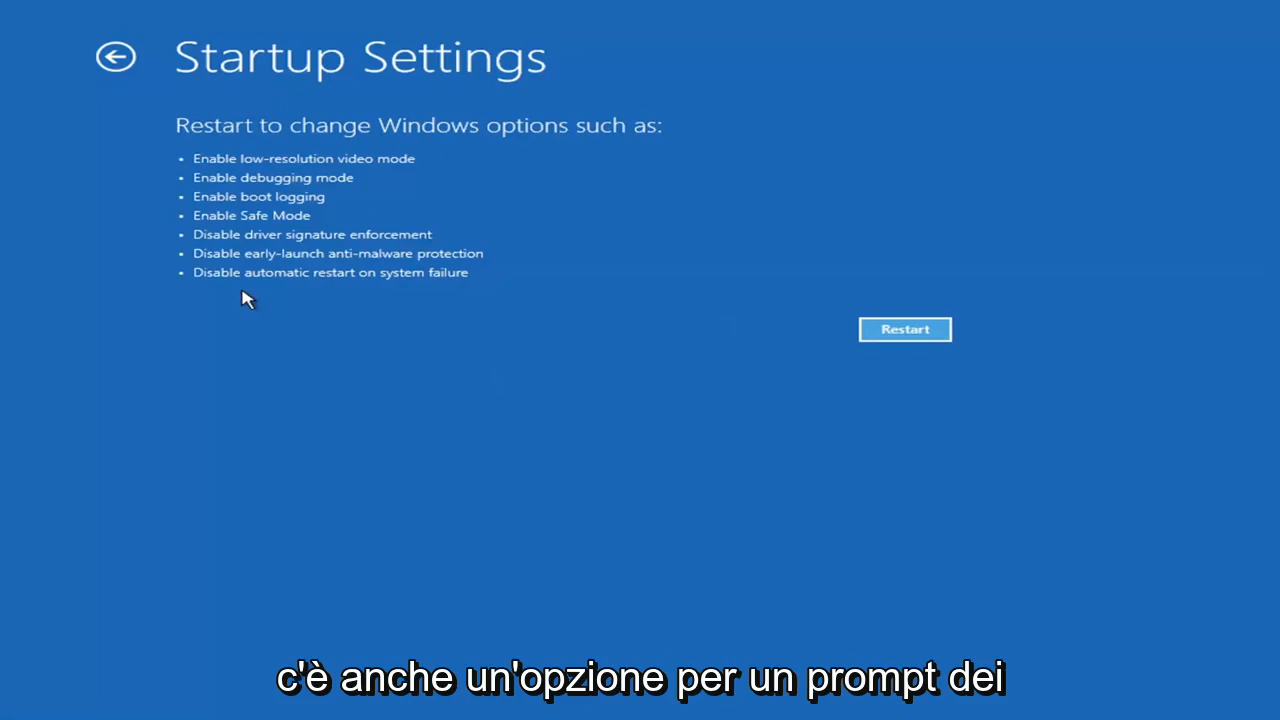 Startup Settings
Restart to change Windows options such as:
• Enable low-resolution video mode
• Enable debugging mode
• Enable boot logging
• Enable Safe Mode
• Disable driver signature enforcement
• Disable early-launch anti-malware protection
• Disable automatic restart on system failure
Restart
c'è anche un'opzione per un prompt dei